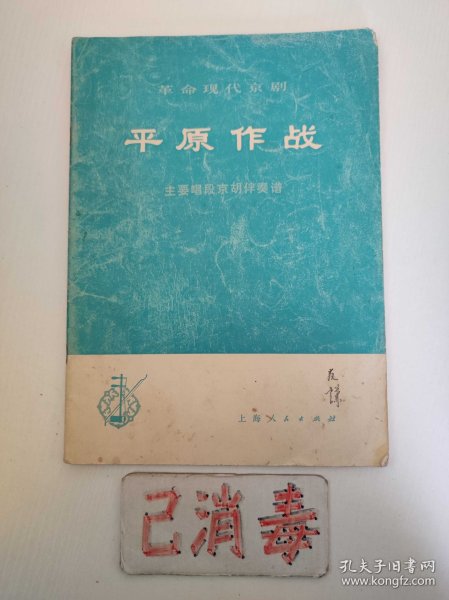 革命现代京剧
平原作战
主要唱段京胡伴奏谱
上海人民出版社
已消毒
孔夫子旧书网
www.kongfz.com